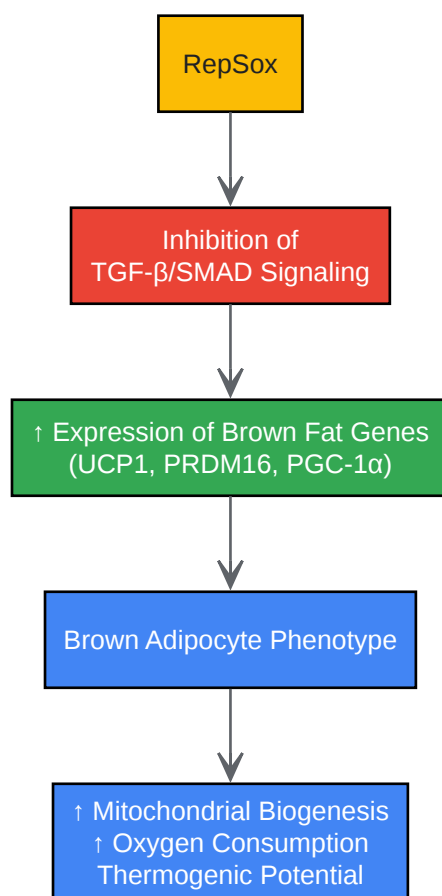 RepSox
Inhibition of
TGF-β/SMAD Signaling
↑ Expression of Brown Fat Genes
(UCP1, PRDM16, PGC-1α)
Brown Adipocyte Phenotype
↑ Mitochondrial Biogenesis
↑ Oxygen Consumption
Thermogenic Potential